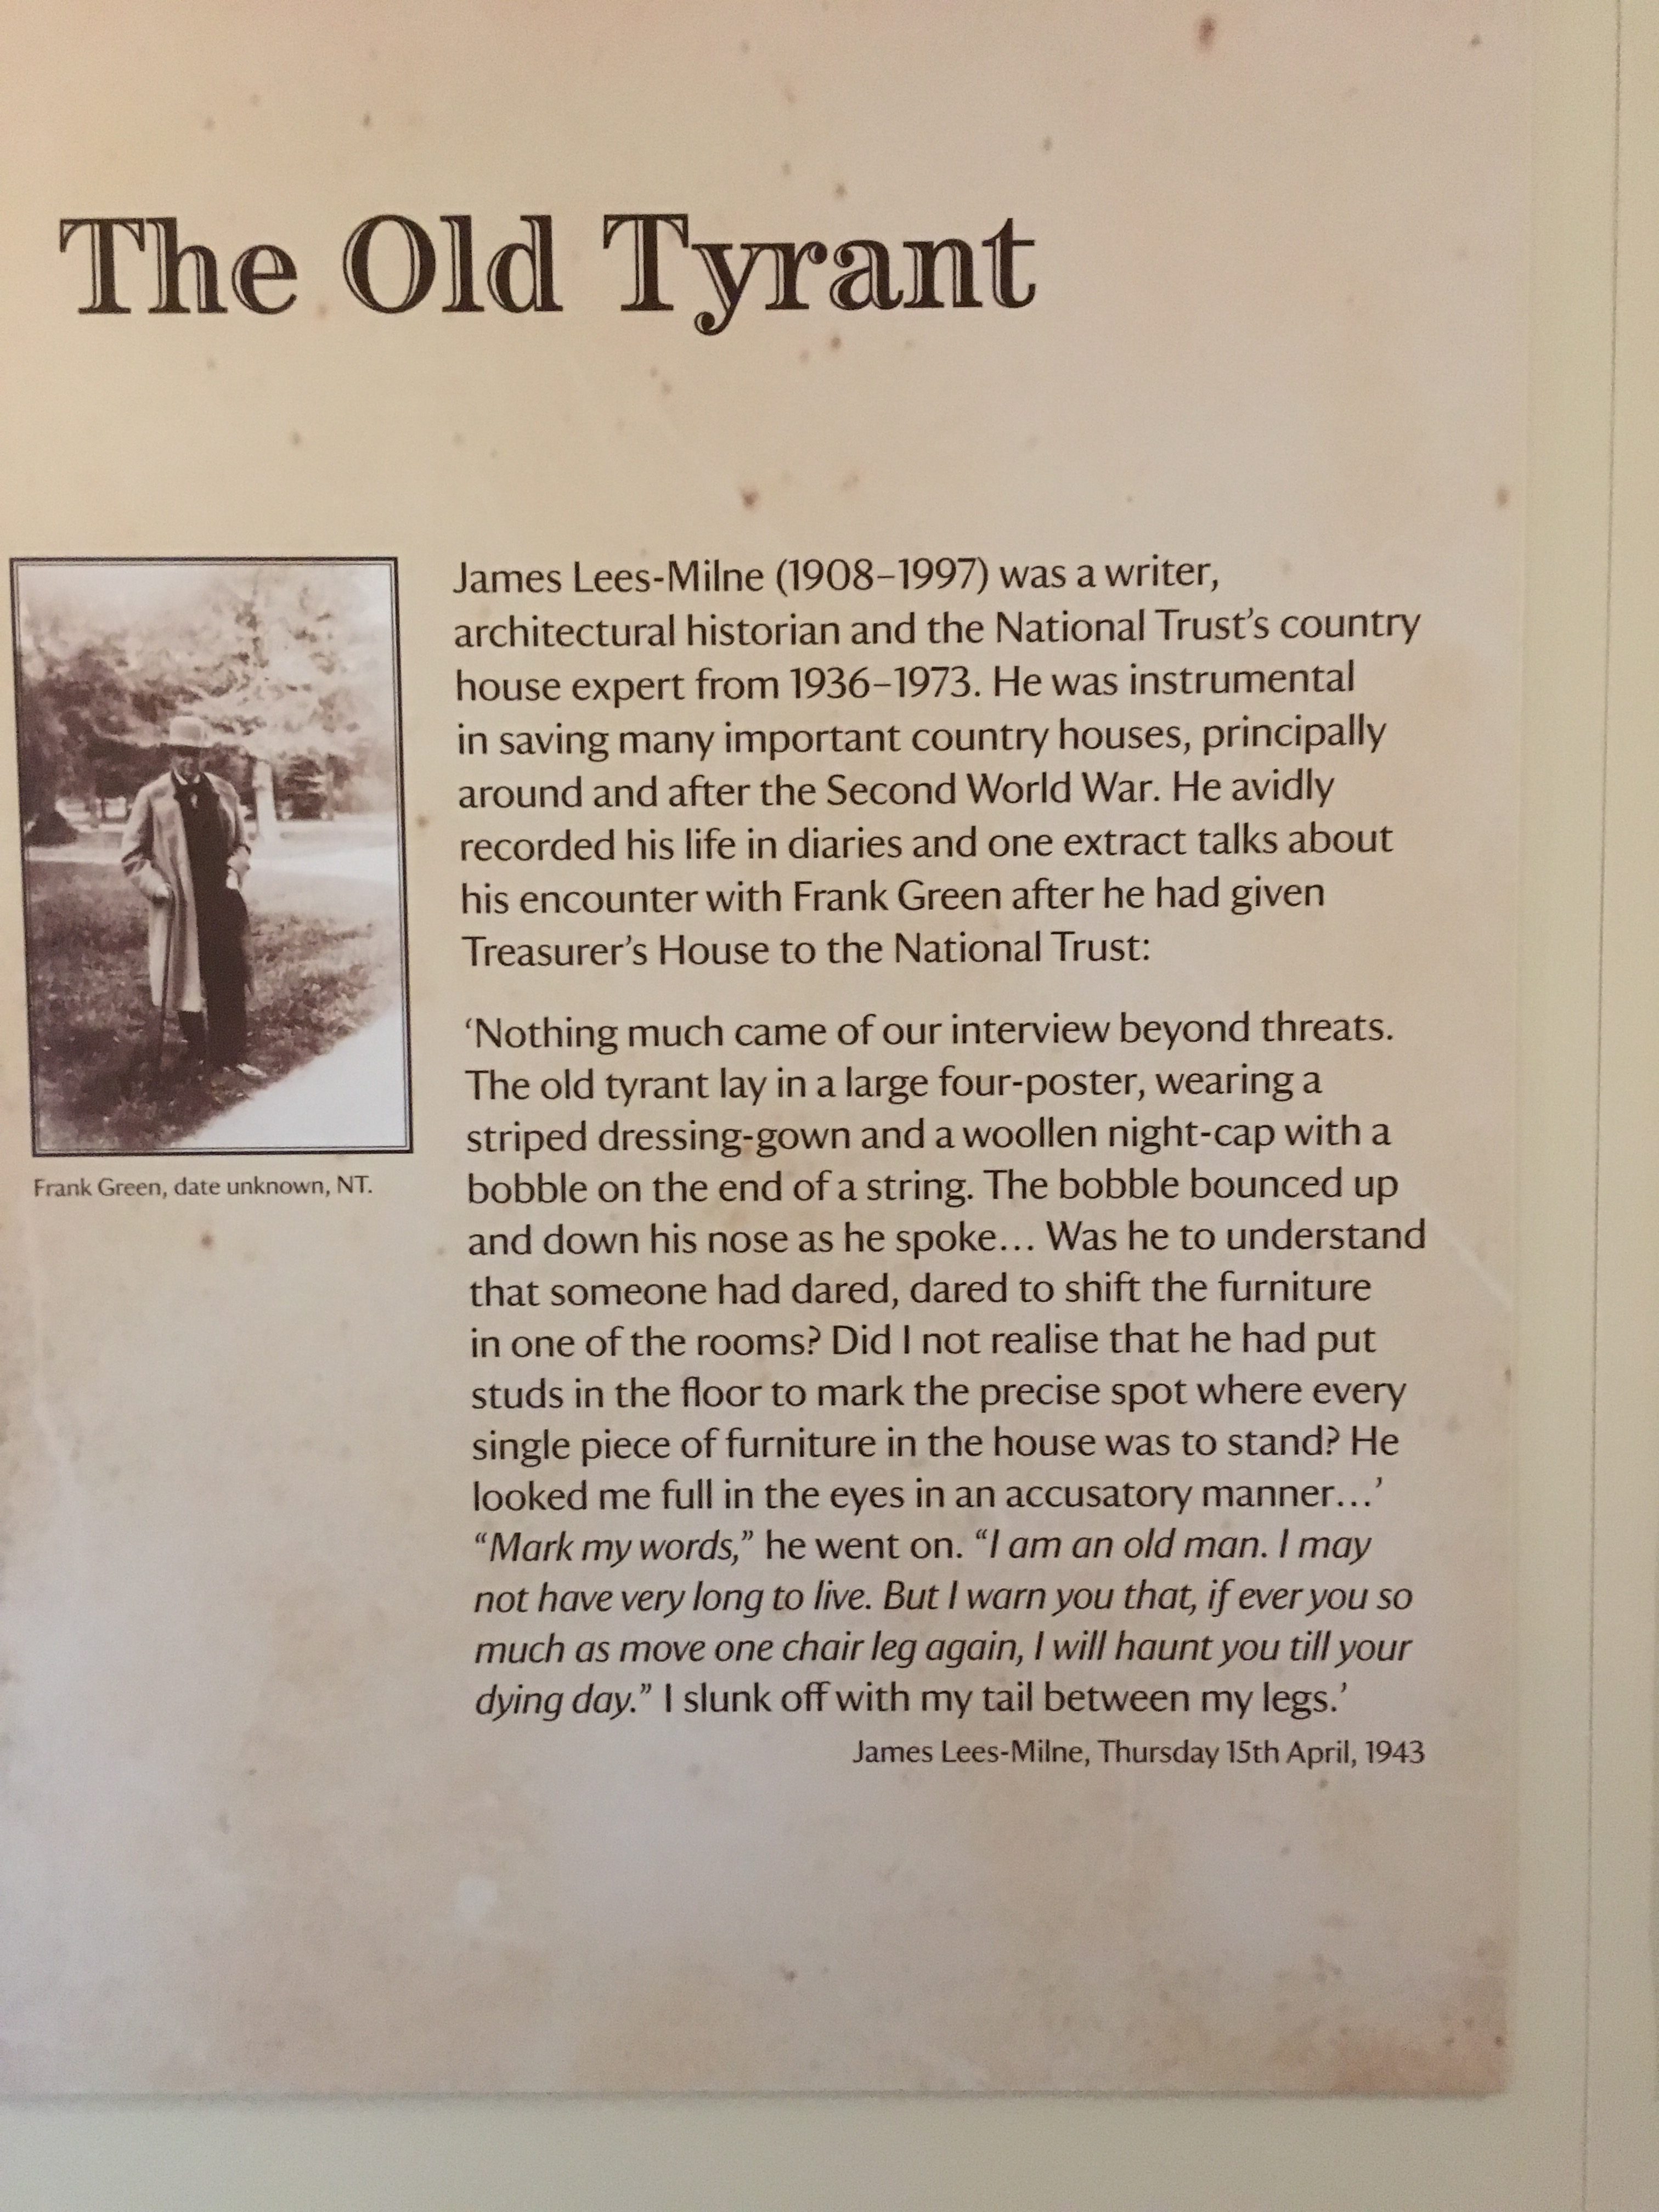 The Old Tyrant
James Lees-Milne (1908–1997) was a writer,
architectural historian and the National Trust’s country
house expert from 1936–1973. He was instrumental
in saving many important country houses, principally
around and after the Second World War. He avidly
recorded his life in diaries and one extract talks about
his encounter with Frank Green after he had given
Treasurer’s House to the National Trust:
‘Nothing much came of our interview beyond threats.
The old tyrant lay in a large four-poster, wearing a
striped dressing-gown and a woollen night-cap with a
bobble on the end of a string. The bobble bounced up
and down his nose as he spoke… Was he to understand
that someone had dared, dared to shift the furniture
in one of the rooms? Did I not realise that he had put
studs in the floor to mark the precise spot where every
single piece of furniture in the house was to stand? He
looked me full in the eyes in an accusatory manner…’
“Mark my words,” he went on. “I am an old man. I may
not have very long to live. But I warn you that, if ever you so
much as move one chair leg again, I will haunt you till your
dying day.” I slunk off with my tail between my legs.’
James Lees-Milne, Thursday 15th April, 1943
Frank Green, date unknown, NT.